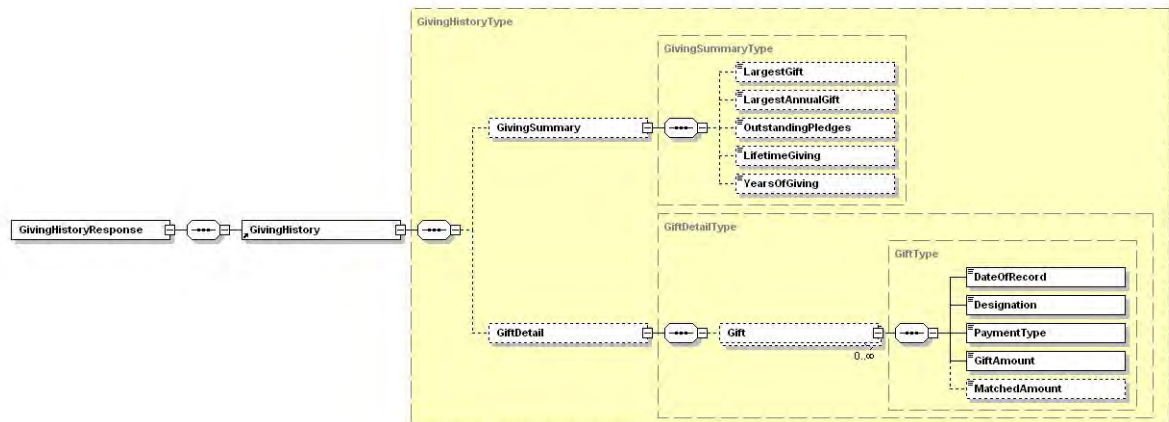 GivingHistoryType
GivingSummaryType
LargestGift
LargestAnnualGift
GivingSummary
OutstandingPledges
LifetimeGiving
YearsOfGiving
GivingHistoryResponse
GivingHistory
GiftDetailType
GiftType
DateOfRecord
Designation
GiftDetail
Gift
PaymentType
0..∞
GiftAmount
MatchedAmount